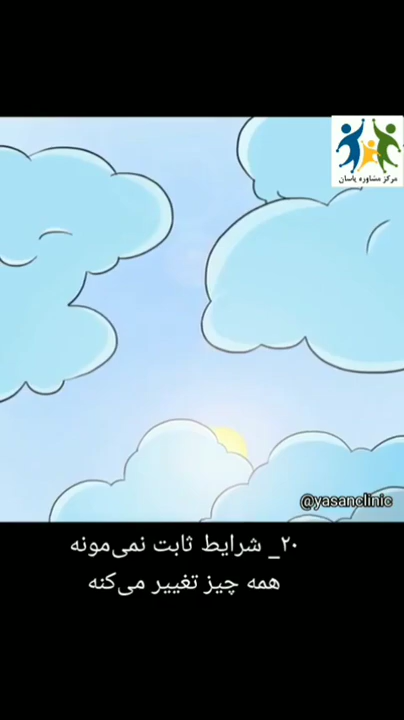 مرکز مشاوره یاسان
@yasanclinic
۲۰_ شرایط ثابت نمی‌مونه
همه چیز تغییر می‌کنه